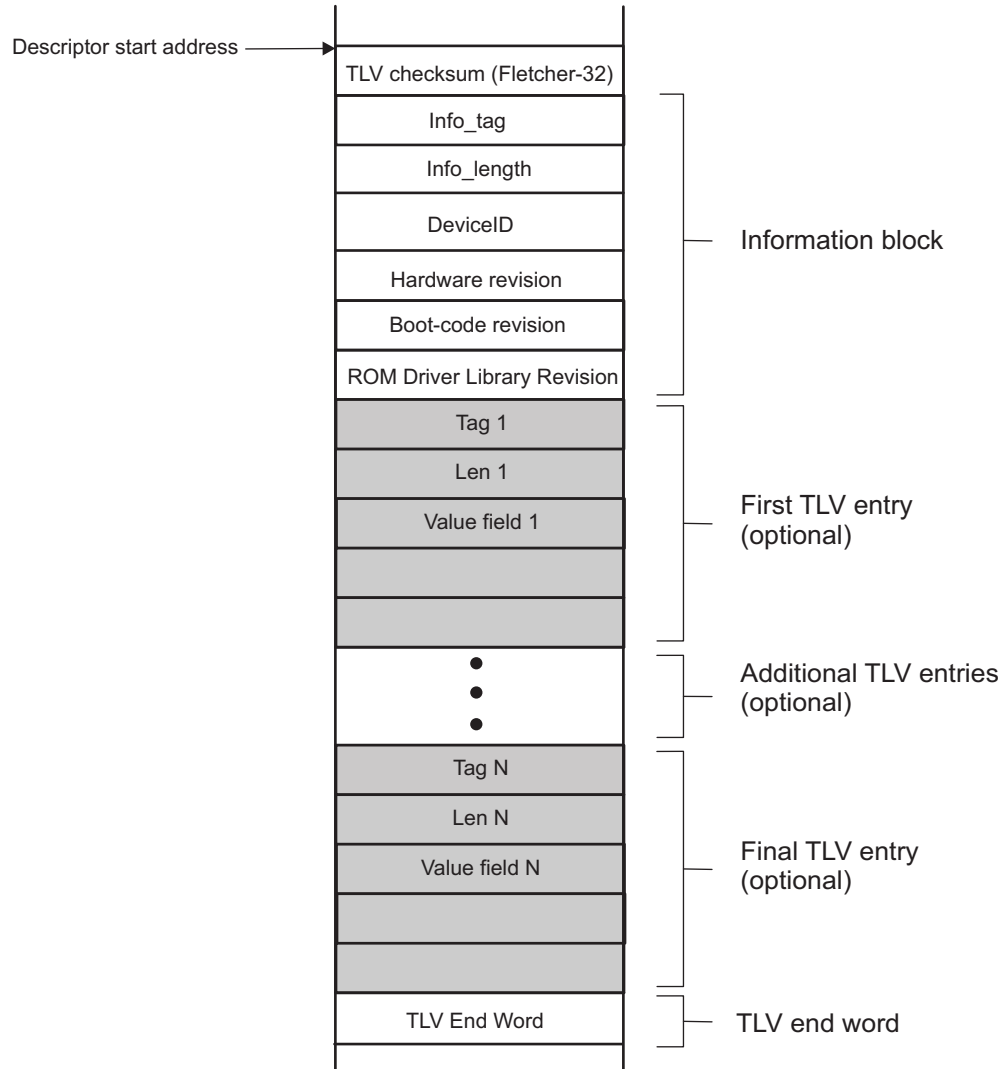 Descriptor start address
TLV checksum (Fletcher-32)
Info_tag
Info_length
DeviceID
Hardware revision
Boot-code revision
ROM Driver Library Revision
Information block
Tag 1
Len 1
Value field 1
First TLV entry
(optional)
Additional TLV entries
(optional)
Tag N
Len N
Value field N
Final TLV entry
(optional)
TLV End Word
TLV end word